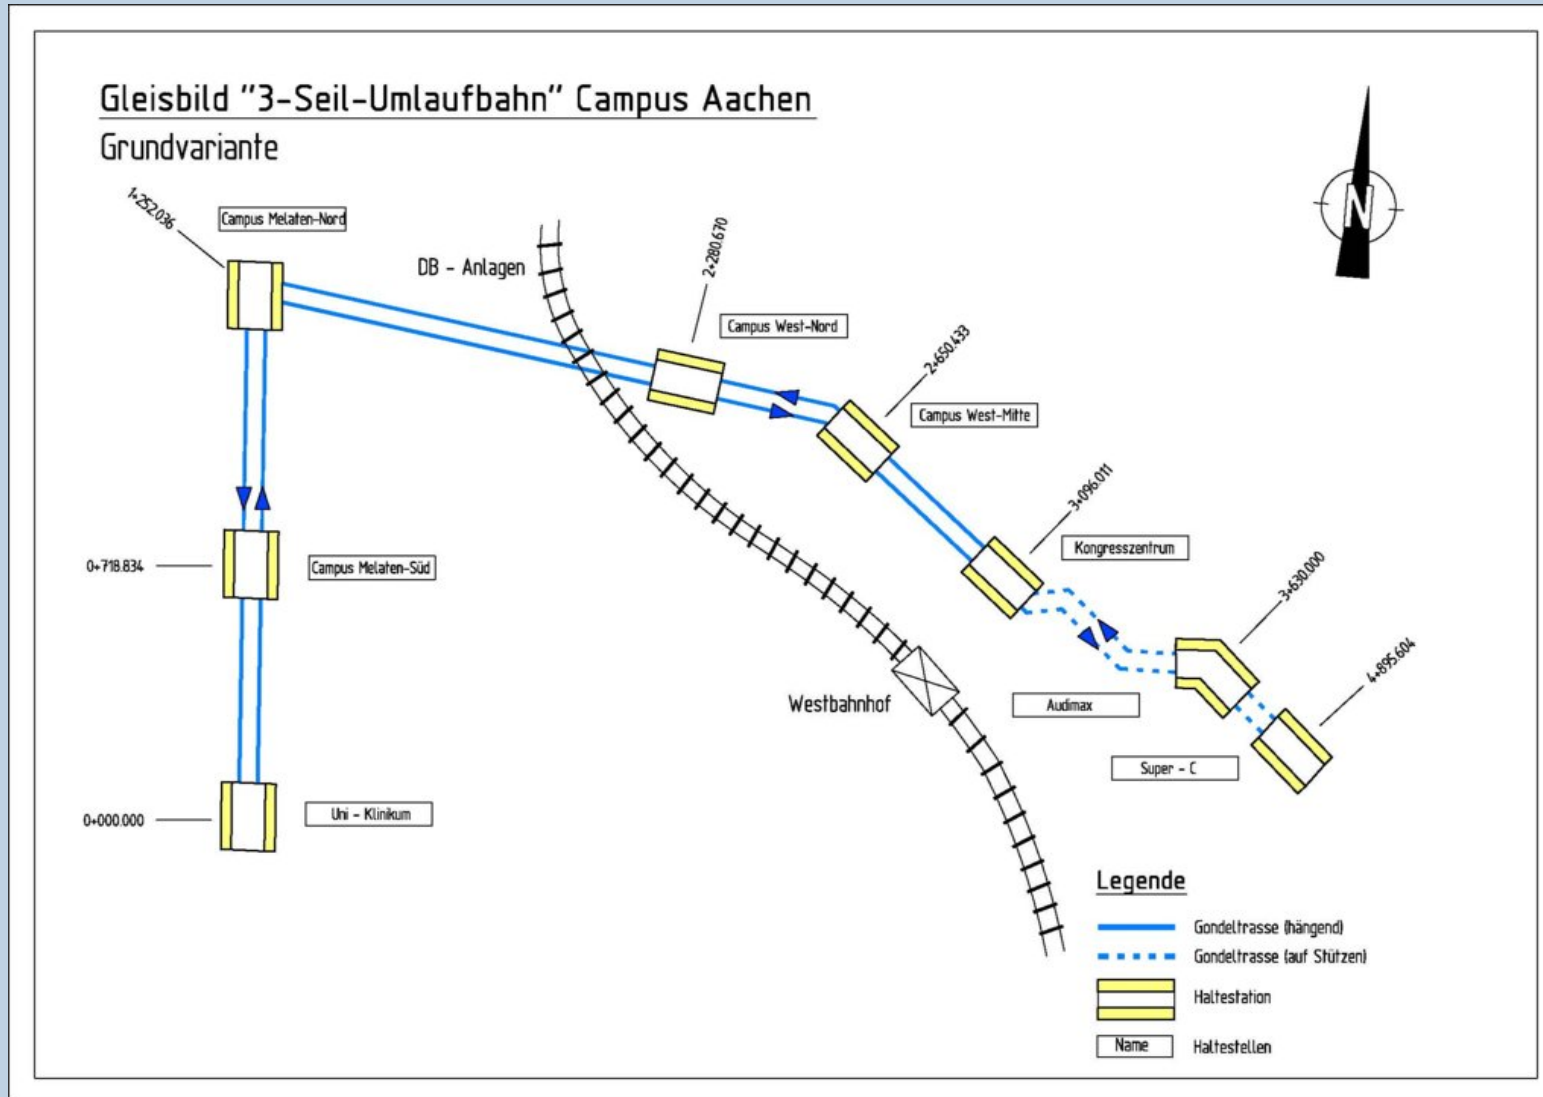 Gleisbild "3-Seil-Umlaufbahn" Campus Aachen
Grundvariante
N
1+252.036
Campus Melaten-Nord
DB - Anlagen
2+280.670
Campus West-Nord
2+650.433
Campus West-Mitte
3+096.011
Kongresszentrum
0+718.834
Campus Melaten-Süd
3+630.000
Westbahnhof
Audimax
4+895.604
Super - C
0+000.000
Uni - Klinikum
Legende
Gondeltrasse (hängend)
Gondeltrasse (auf Stützen)
Haltestation
Name
Haltestellen